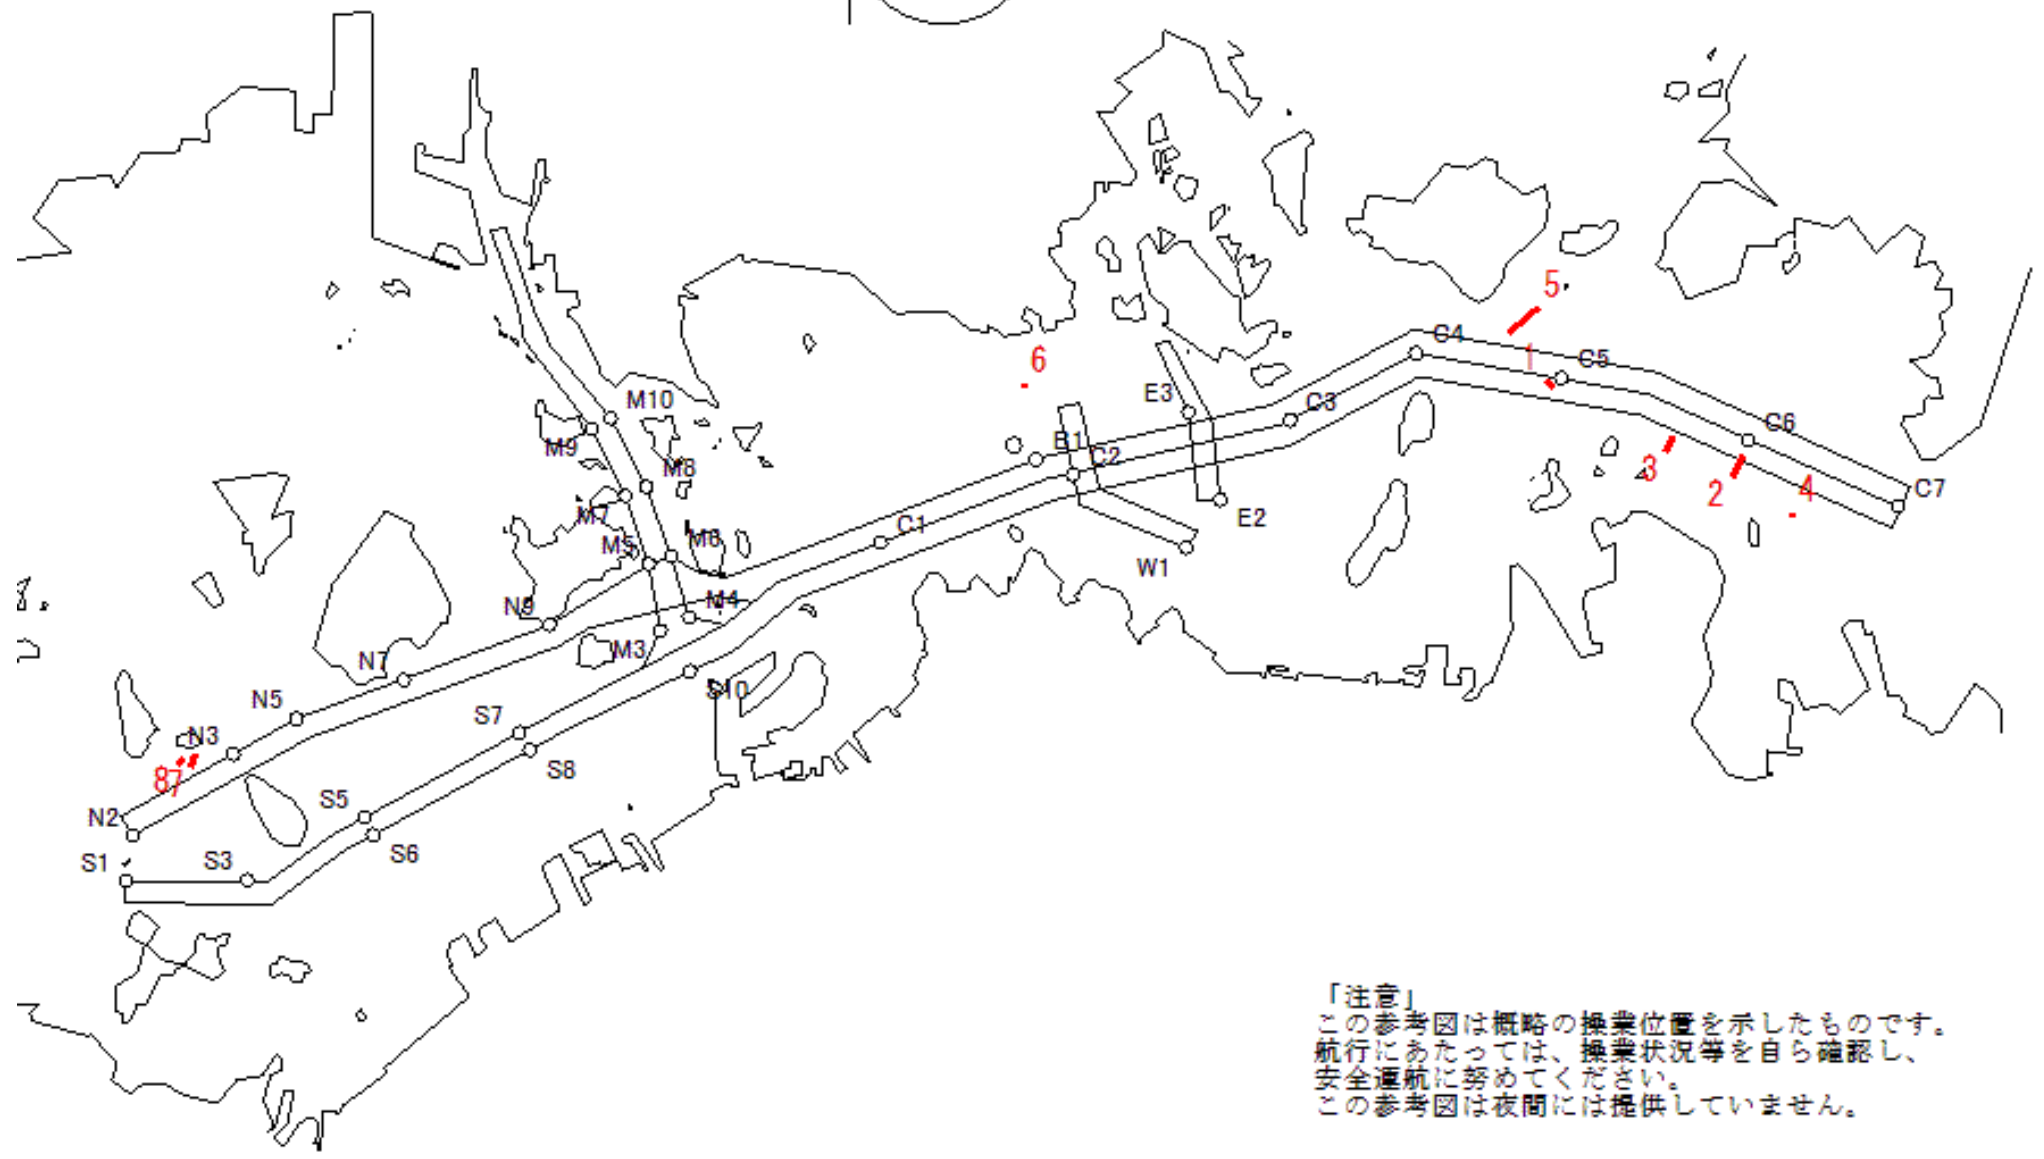 5
C4
1
C5
6
M10
E3
C3
C6
M9
B1
C2
M8
3
2
4
C7
M7
E2
C1
M5
M6
W1
N9
M4
M3
N7
S10
N5
S7
N3
S8
87
S5
N2
S6
S1
S3
「注意」
この参考図は概略の操業位置を示したものです。
航行にあたっては、操業状況等を自ら確認し、
安全運航に努めてください。
この参考図は夜間には提供していません。